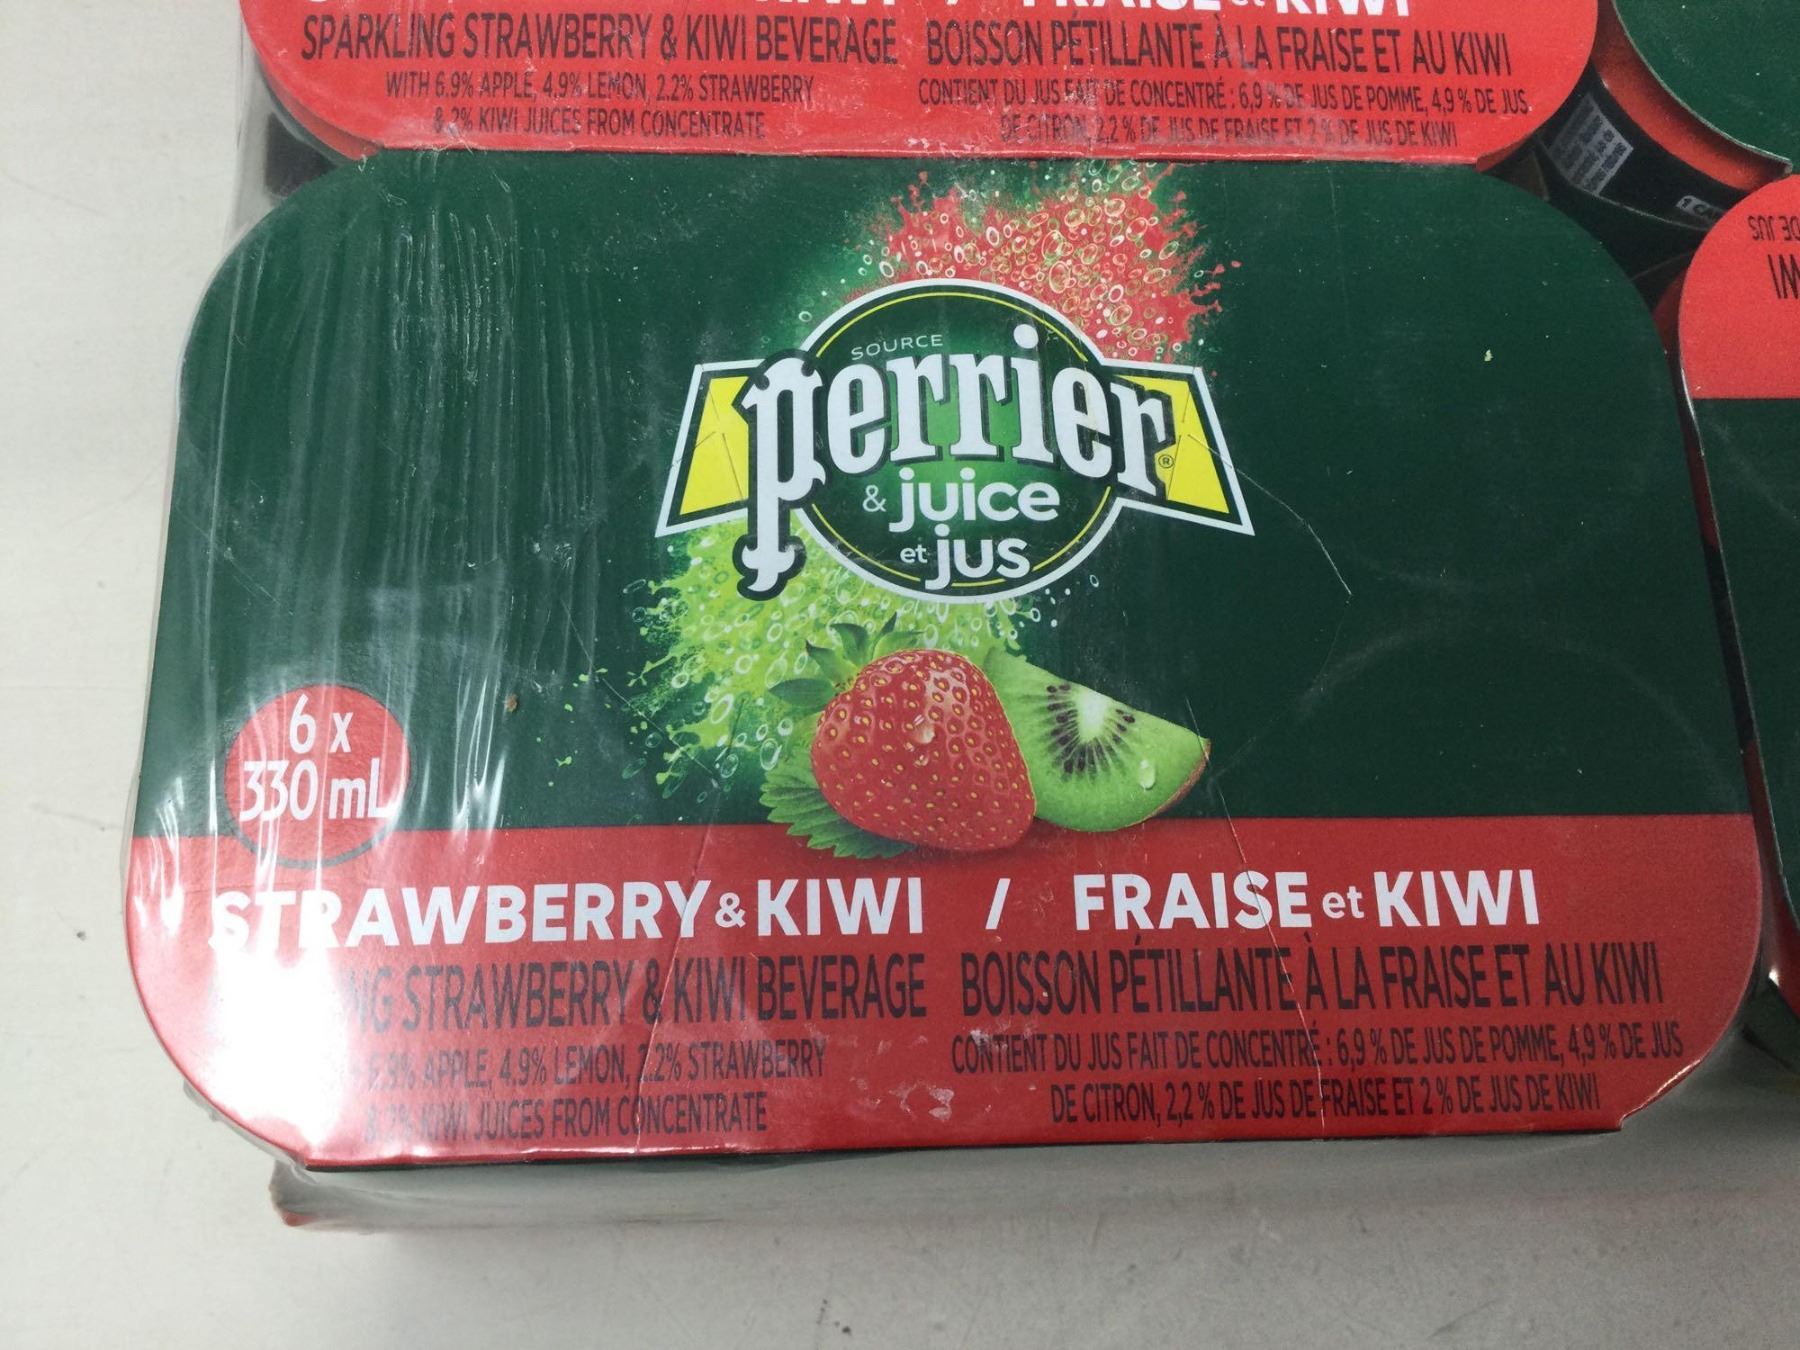 SPARKLING STRAWBERRY & KIWI BEVERAGE BOISSON PÉTILLANTE À LA FRAISE ET AU KIWI
WITH 6.9% APPLE, 4.9% LEMON, 2.2% STRAWBERRY
& 2% KIWI JUICES FROM CONCENTRATE
CONTIENT DU JUS FAIT DE CONCENTRÉ : 6,9 % DE JUS DE POMME, 4,9 % DE JUS
DE CITRON, 2,2 % DE JUS DE FRAISE ET 2 % DE JUS DE KIWI
SOURCE
perrier®
& juice
et jus
6 x
330 mL
STRAWBERRY & KIWI / FRAISE et KIWI
STRAWBERRY & KIWI BEVERAGE BOISSON PÉTILLANTE À LA FRAISE ET AU KIWI
6.9% APPLE, 4.9% LEMON, 2.2% STRAWBERRY
& 2% KIWI JUICES FROM CONCENTRATE
CONTIENT DU JUS FAIT DE CONCENTRÉ : 6,9 % DE JUS DE POMME, 4,9 % DE JUS
DE CITRON, 2,2 % DE JUS DE FRAISE ET 2 % DE JUS DE KIWI
DE JUS